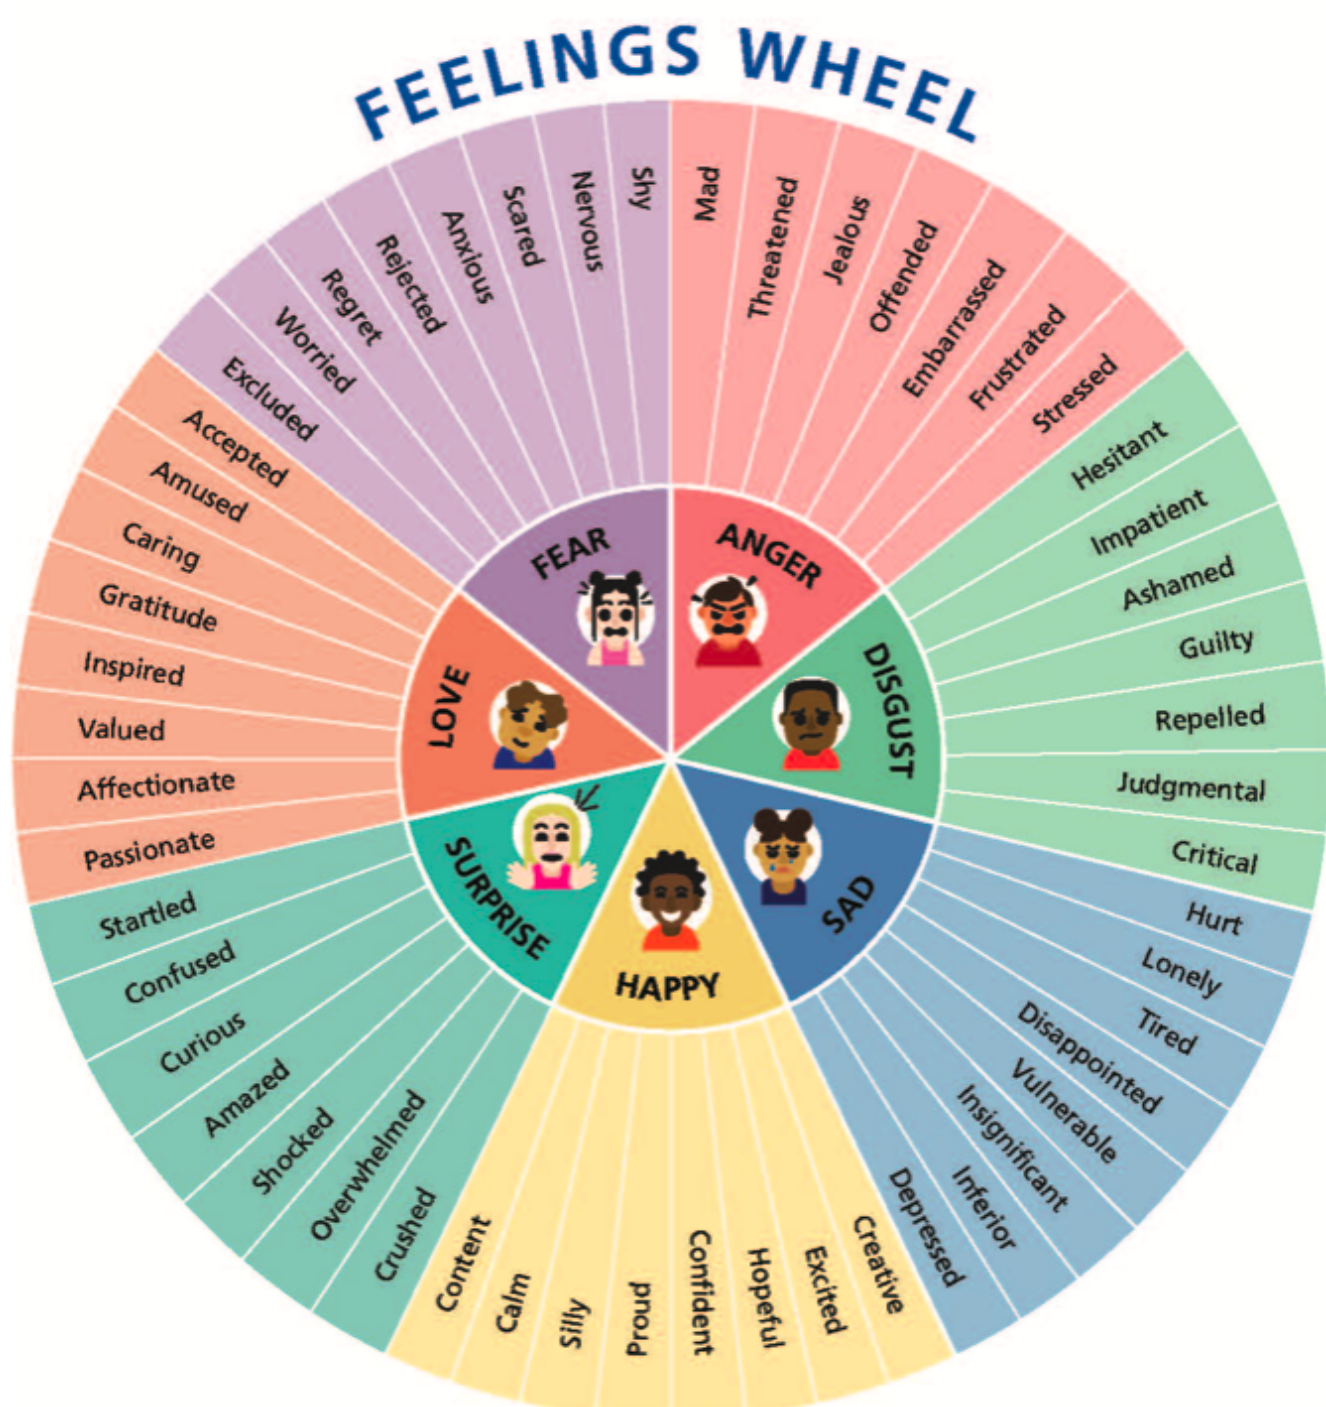 FEELINGS WHEEL
Mad
Threatened
Jealous
Offended
Embarrassed
Frustrated
Stressed
Hesitant
Impatient
Ashamed
Guilty
Repelled
Judgmental
Critical
Hurt
Lonely
Tired
Disappointed
Vulnerable
Insignificant
Inferior
Depressed
Creative
Excited
Hopeful
Confident
Proud
Silly
Calm
Content
Crushed
Overwhelmed
Shocked
Amazed
Curious
Confused
Startled
Passionate
Affectionate
Valued
Inspired
Gratitude
Caring
Amused
Accepted
Excluded
Worried
Regret
Rejected
Anxious
Scared
Nervous
Shy
ANGER
DISGUST
SAD
HAPPY
SURPRISE
LOVE
FEAR